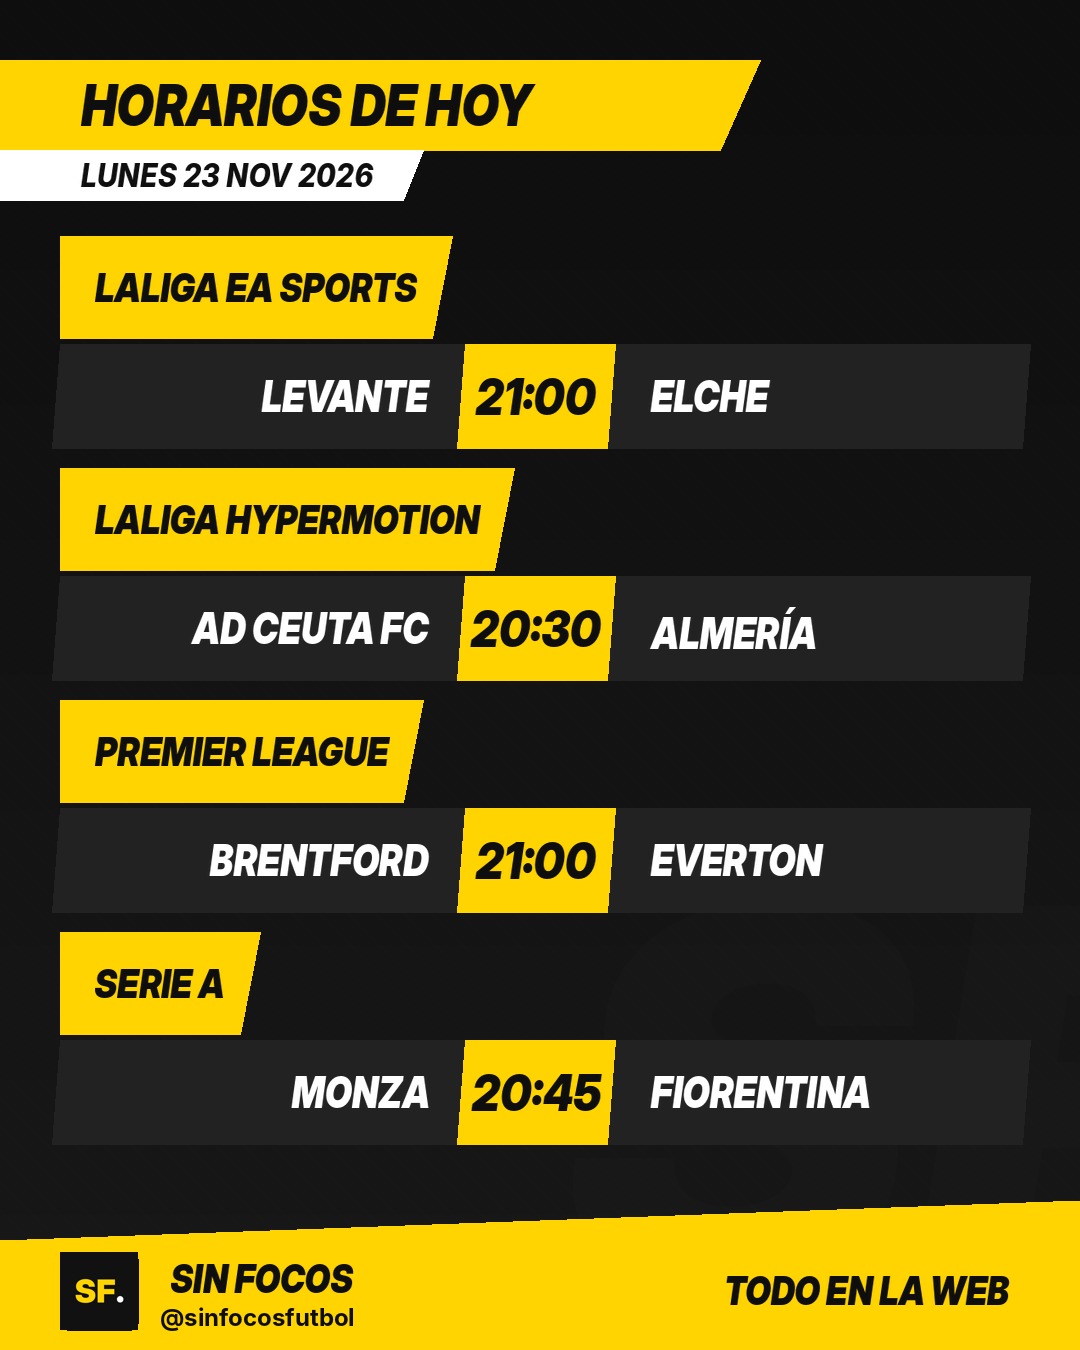 HORARIOS DE HOY
LUNES 23 NOV 2026
LALIGA EA SPORTS
LEVANTE 21:00 ELCHE
LALIGA HYPERMOTION
AD CEUTA FC 20:30 ALMERÍA
PREMIER LEAGUE
BRENTFORD 21:00 EVERTON
SERIE A
MONZA 20:45 FIORENTINA
SF.
SIN FOCOS
@sinfocosfutbol
TODO EN LA WEB